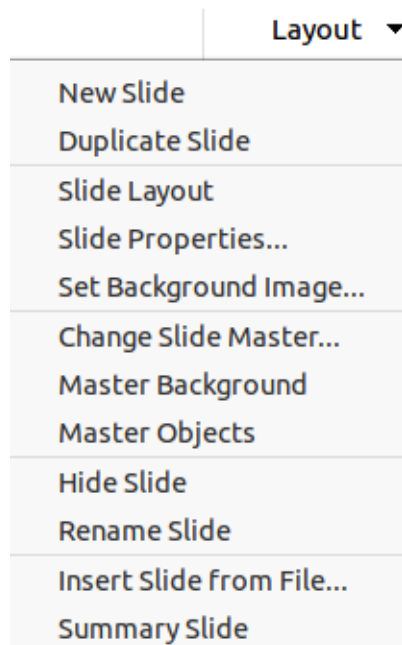 Layout
New Slide
Duplicate Slide
Slide Layout
Slide Properties...
Set Background Image...
Change Slide Master...
Master Background
Master Objects
Hide Slide
Rename Slide
Insert Slide from File...
Summary Slide